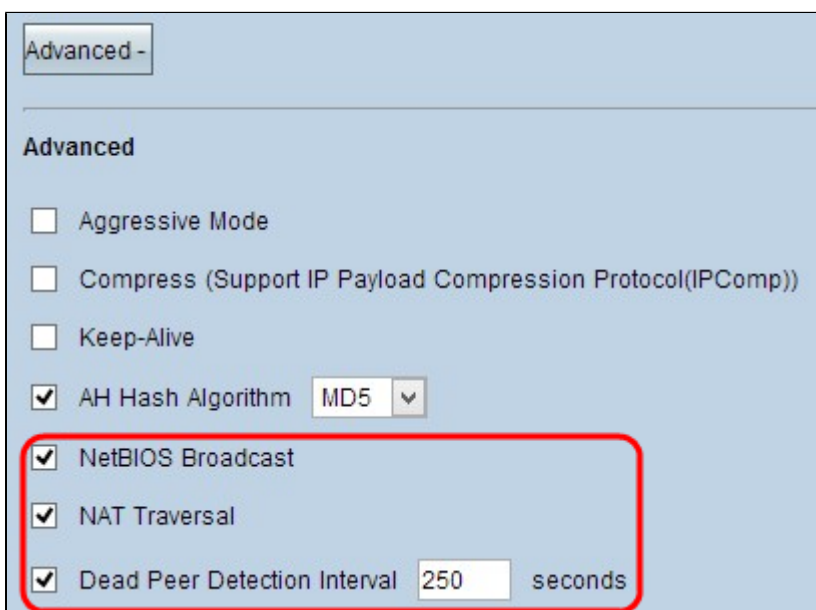 Advanced -
Advanced
Aggressive Mode
Compress (Support IP Payload Compression Protocol(IPComp))
Keep-Alive
AH Hash Algorithm MD5
NetBIOS Broadcast
NAT Traversal
Dead Peer Detection Interval 250 seconds